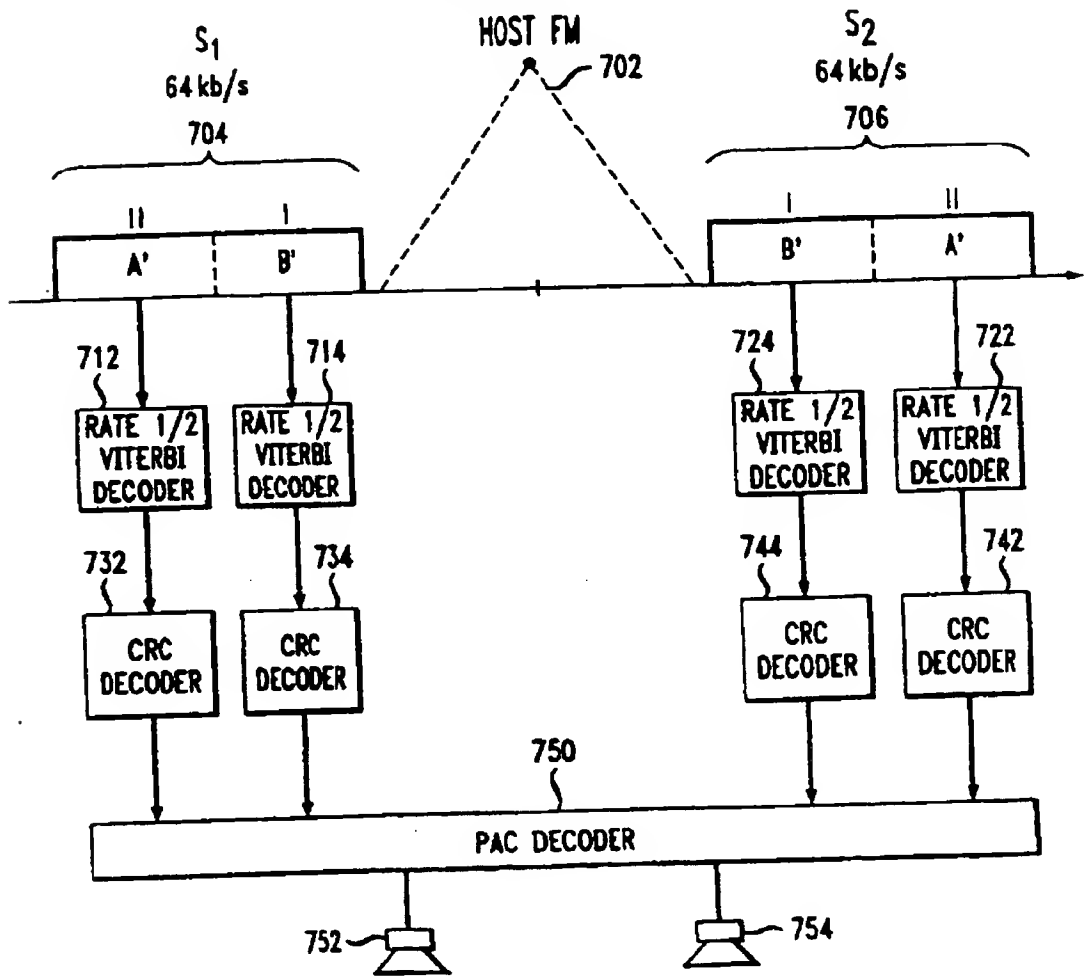 HOST FM
702
S1
64 kb/s
704
S2
64 kb/s
706
II
I
I
II
A'
B'
B'
A'
712
714
724
722
RATE 1/2
VITERBI
DECODER
RATE 1/2
VITERBI
DECODER
RATE 1/2
VITERBI
DECODER
RATE 1/2
VITERBI
DECODER
732
734
744
742
CRC
DECODER
CRC
DECODER
CRC
DECODER
CRC
DECODER
750
PAC DECODER
752
754